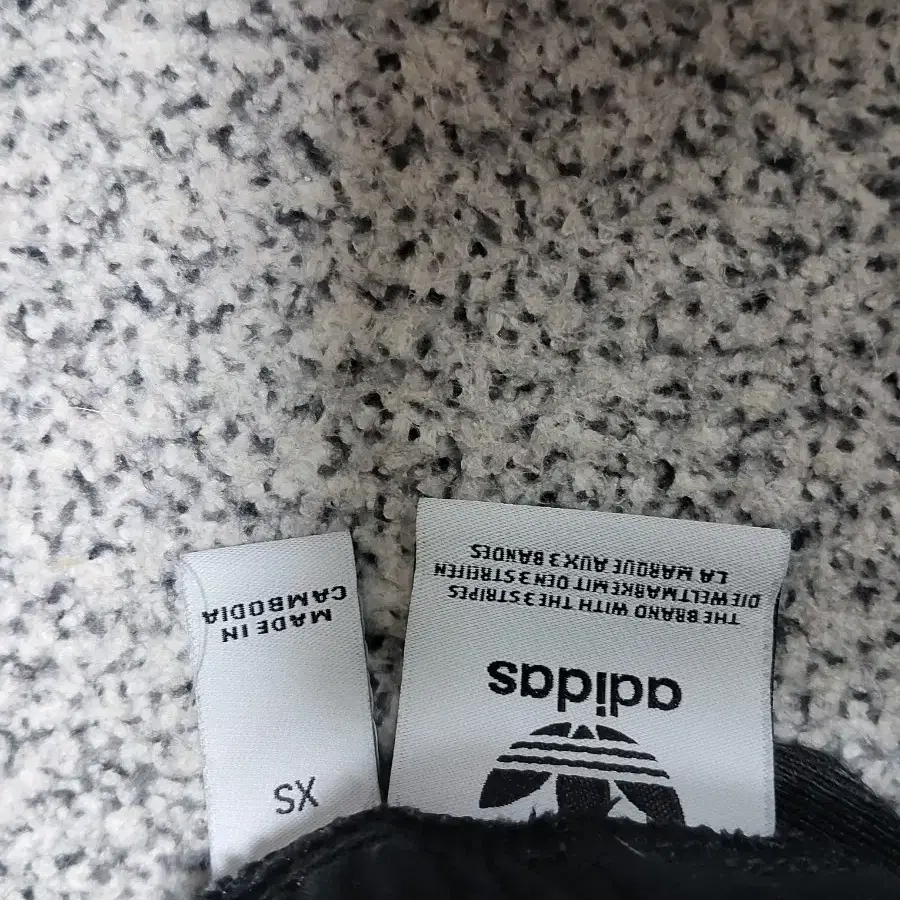 adidas
THE BRAND WITH THE 3 STRIPES
DIE WELTMARKE MIT DEN 3 STREIFEN
LA MARQUE AUX 3 BANDES
XS
MADE IN
CAMBODIA